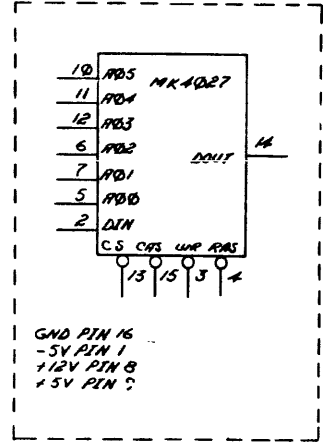 MK4027
10 A05
11 A04
12 A03
6 A02
DOUT 14
7 A01
5 A00
2 DIN
CS CAS WR RAS
13 15 3 4
GND PIN 16
-5V PIN 1
+12V PIN 8
+5V PIN